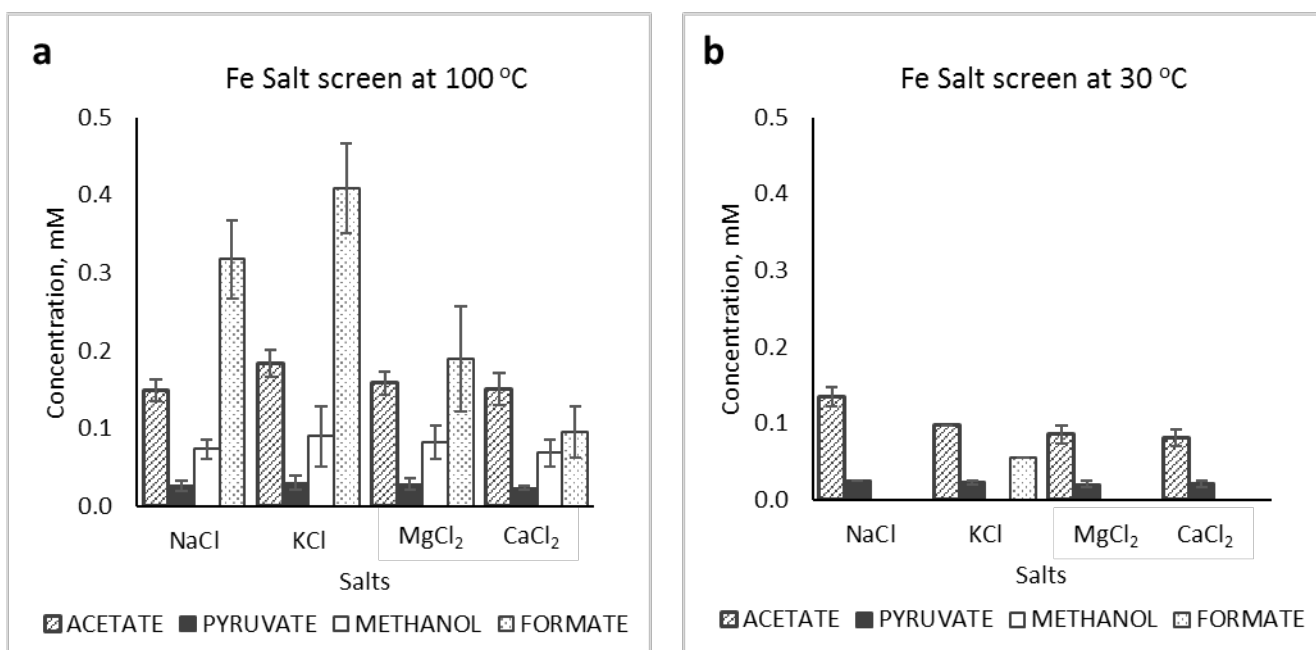 a
Fe Salt screen at 100 °C
0.5
0.4
0.3
0.2
0.1
0.0
Concentration, mM
NaCl KCl MgCl₂ CaCl₂
Salts
ACETATE PYRUVATE METHANOL FORMATE
b
Fe Salt screen at 30 °C
0.5
0.4
0.3
0.2
0.1
0.0
Concentration, mM
NaCl KCl MgCl₂ CaCl₂
Salts
ACETATE PYRUVATE METHANOL FORMATE